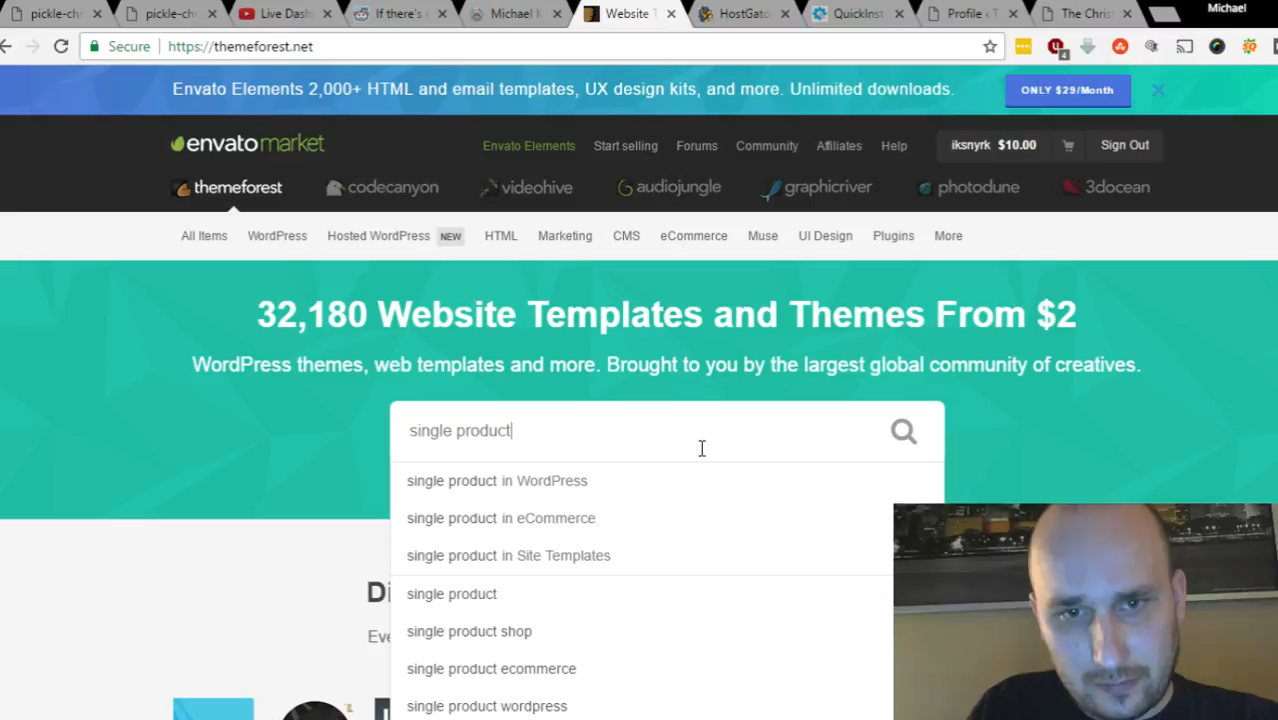 Michael
pickle-ch
pickle-ch
Live Dash
If there's
Michael K
Website T
HostGato
QuickInst
Profile ‹ T
The Chris
Secure https://themeforest.net
Envato Elements 2,000+ HTML and email templates, UX design kits, and more. Unlimited downloads.
ONLY $29/Month
envatomarket
Envato Elements Start selling Forums Community Affiliates Help
iksnyrk $10.00 Sign Out
themeforest codecanyon videohive audiojungle graphicriver photodune 3docean
All Items WordPress Hosted WordPress NEW HTML Marketing CMS eCommerce Muse UI Design Plugins More
32,180 Website Templates and Themes From $2
WordPress themes, web templates and more. Brought to you by the largest global community of creatives.
single product
single product in WordPress
single product in eCommerce
single product in Site Templates
single product
single product shop
single product ecommerce
single product wordpress
Di
Eve